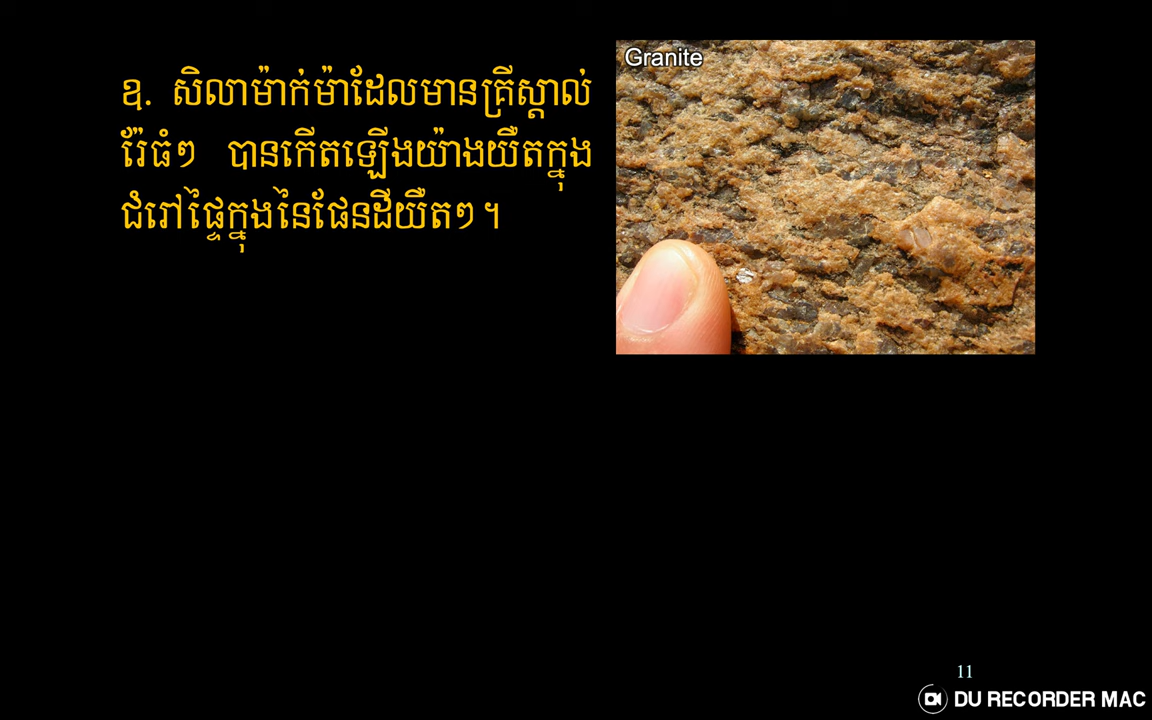 ឧ. សិលាម៉ាក់ម៉ាដែលមានគ្រីស្តាល់
រ៉ែធំៗ បានកើតឡើងយ៉ាងយឺតក្នុង
ជំរៅផ្ទៃក្នុងនៃផែនដីយឺតៗ។
Granite
11
DU RECORDER MAC